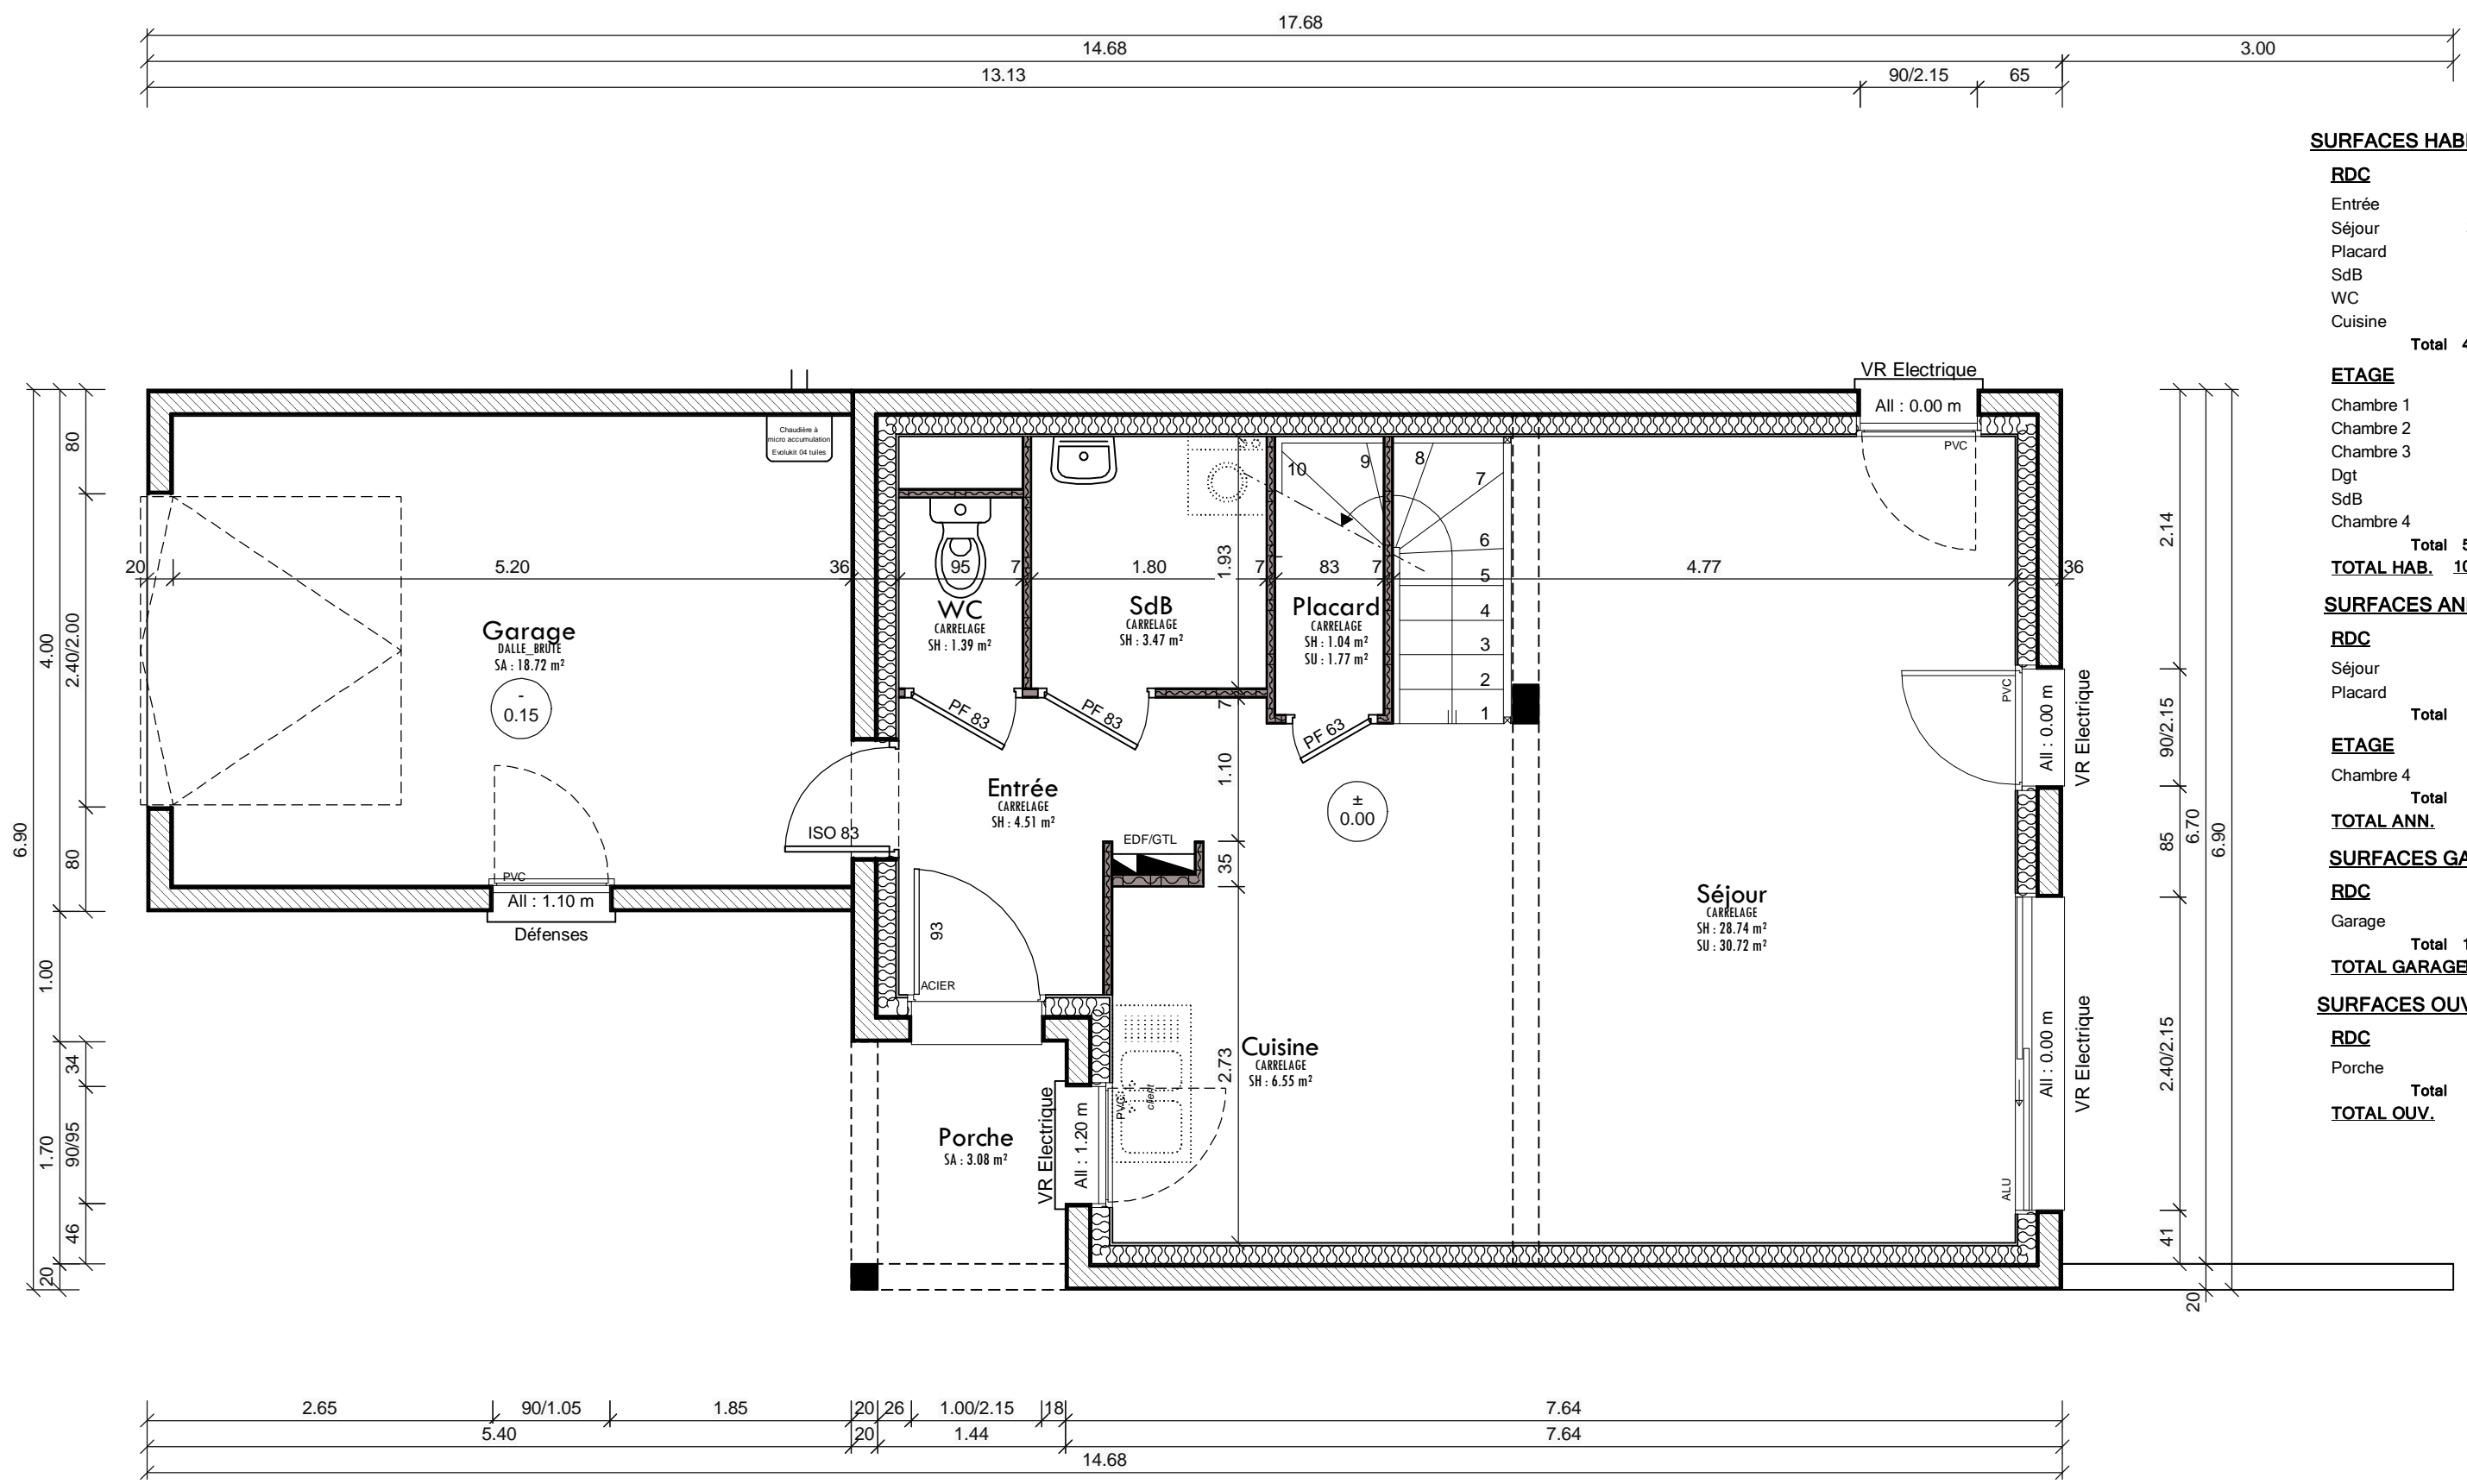 17.68
14.68
3.00
13.13
90/2.15
65
SURFACES HABI
RDC
Entrée
Séjour
Placard
SdB
WC
Cuisine
Total 4
ETAGE
Chambre 1
Chambre 2
Chambre 3
Dgt
SdB
Chambre 4
Total 5
TOTAL HAB. 10
SURFACES ANN
RDC
Séjour
Placard
Total
ETAGE
Chambre 4
Total
TOTAL ANN.
SURFACES GA
RDC
Garage
Total 1
TOTAL GARAGE
SURFACES OUV
RDC
Porche
Total
TOTAL OUV.
VR Electrique
All : 0.00 m
PVC
Chaudière à
micro accumulation
Evolukit 04 tuiles
80
10
9
8
7
6
5
4
3
2
1
20
5.20
36
95
7
1.80
7
83
7
4.77
36
1.93
2.14
WC
CARRELAGE
SH : 1.39 m²
SdB
CARRELAGE
SH : 3.47 m²
Placard
CARRELAGE
SH : 1.04 m²
SU : 1.77 m²
Garage
DALLE_BRUTE
SA : 18.72 m²
-
0.15
4.00
2.40/2.00
6.90
80
PF 83
PF 83
PF 63
7
1.10
35
Entrée
CARRELAGE
SH : 4.51 m²
±
0.00
ISO 83
EDF/GTL
PVC
All : 1.10 m
Défenses
93
ACIER
PVC
All : 0.00 m
VR Electrique
90/2.15
85
6.70
6.90
Séjour
CARRELAGE
SH : 28.74 m²
SU : 30.72 m²
1.00
34
1.70
90/95
46
20
Cuisine
CARRELAGE
SH : 6.55 m²
2.73
PVC
client
Porche
SA : 3.08 m²
VR Electrique
All : 1.20 m
ALU
All : 0.00 m
VR Electrique
2.40/2.15
41
20
2.65
90/1.05
1.85
20
26
1.00/2.15
18
7.64
5.40
20
1.44
7.64
14.68